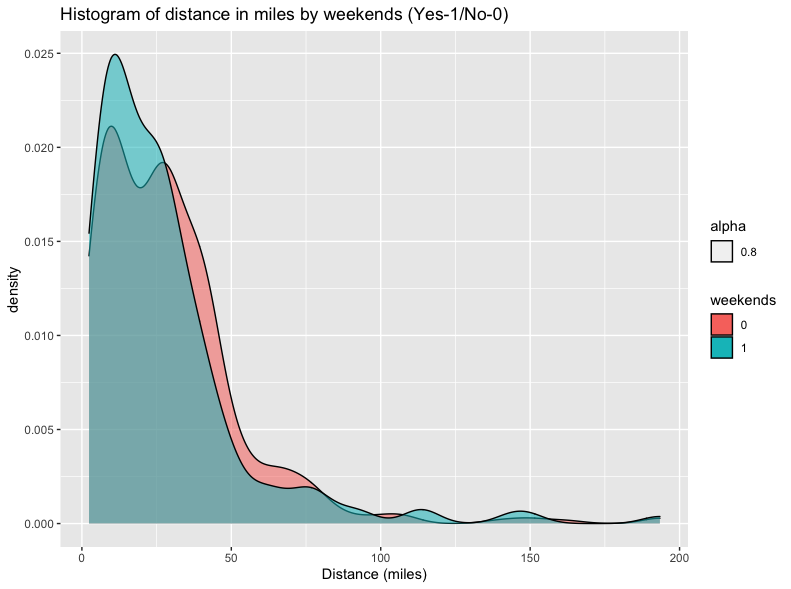 Histogram of distance in miles by weekends (Yes-1/No-0)
0.025
0.020
0.015
0.010
0.005
0.000
density
0
50
100
150
200
Distance (miles)
alpha
0.8
weekends
0
1